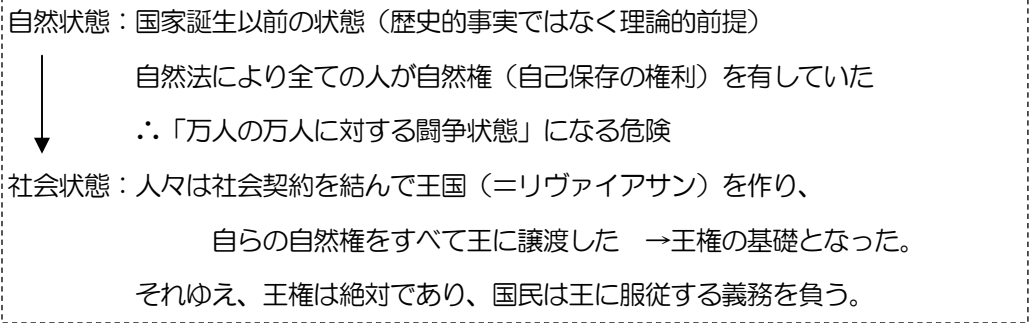 自然状態：国家誕生以前の状態（歴史的事実ではなく理論的前提）
自然法により全ての人が自然権（自己保存の権利）を有していた
∴「万人の万人に対する闘争状態」になる危険
社会状態：人々は社会契約を結んで王国（＝リヴァイアサン）を作り、
自らの自然権をすべて王に譲渡した　→王権の基礎となった。
それゆえ、王権は絶対であり、国民は王に服従する義務を負う。